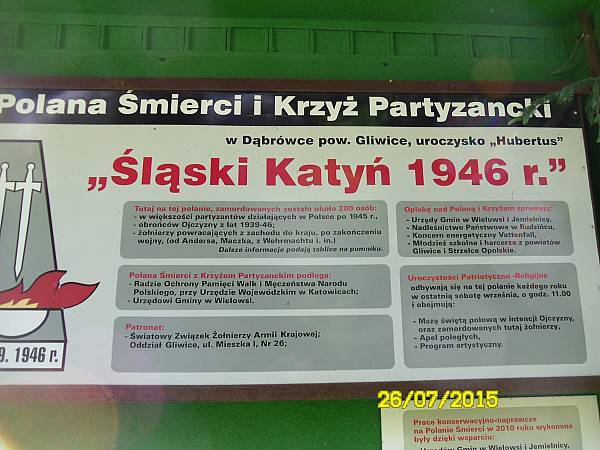 Polana Śmierci i Krzyż Partyzancki
w Dąbrówce pow. Gliwice, uroczysko „Hubertus”
„Śląski Katyń 1946 r.”
Tutaj na tej polanie, zamordowanych zostało około 200 osób:
- w większości partyzantów działających w Polsce po 1945 r.,
- obrońców Ojczyzny z lat 1939-46;
- żołnierzy powracających z zachodu do kraju, po zakończeniu
wojny, (od Andersa, Maczka, z Wehrmachtu i. in.)
Dalsze informacje podają tablice na pomniku.
Polana Śmierci z Krzyżem Partyzanckim podlega:
- Radzie Ochrony Pamięci Walk i Męczeństwa Narodu
Polskiego, przy Urzędzie Wojewódzkim w Katowicach;
- Urzędowi Gminy w Wielowsi.
Patronat:
- Światowy Związek Żołnierzy Armii Krajowej;
Oddział Gliwice, ul. Mieszka I, Nr 26;
Opiekę nad Polaną i Krzyżem sprawują:
- Urzędy Gmin w Wielowsi i Jemielnicy,
- Nadleśnictwo Państwowe w Rudzińcu,
- Koncern energetyczny Vattenfall,
- Młodzież szkolna i harcerze z powiatów
Gliwice i Strzelce Opolskie.
Uroczystości Patriotyczno -Religijne
odbywają się na tej polanie każdego roku
w ostatnią sobotę września, o godz. 11.00
i obejmują:
- Mszę świętą polową w intencji Ojczyzny,
oraz zamordowanych tutaj żołnierzy,
- Apel poległych,
- Program artystyczny.
9. 1946 r.
26/07/2015
Prace konserwacyjno-naprawcze
na Polanie Śmierci w 2010 roku wykonane
były dzięki wsparciu:
- Urzędów Gmin w Wielowsi i Jemielnicy,